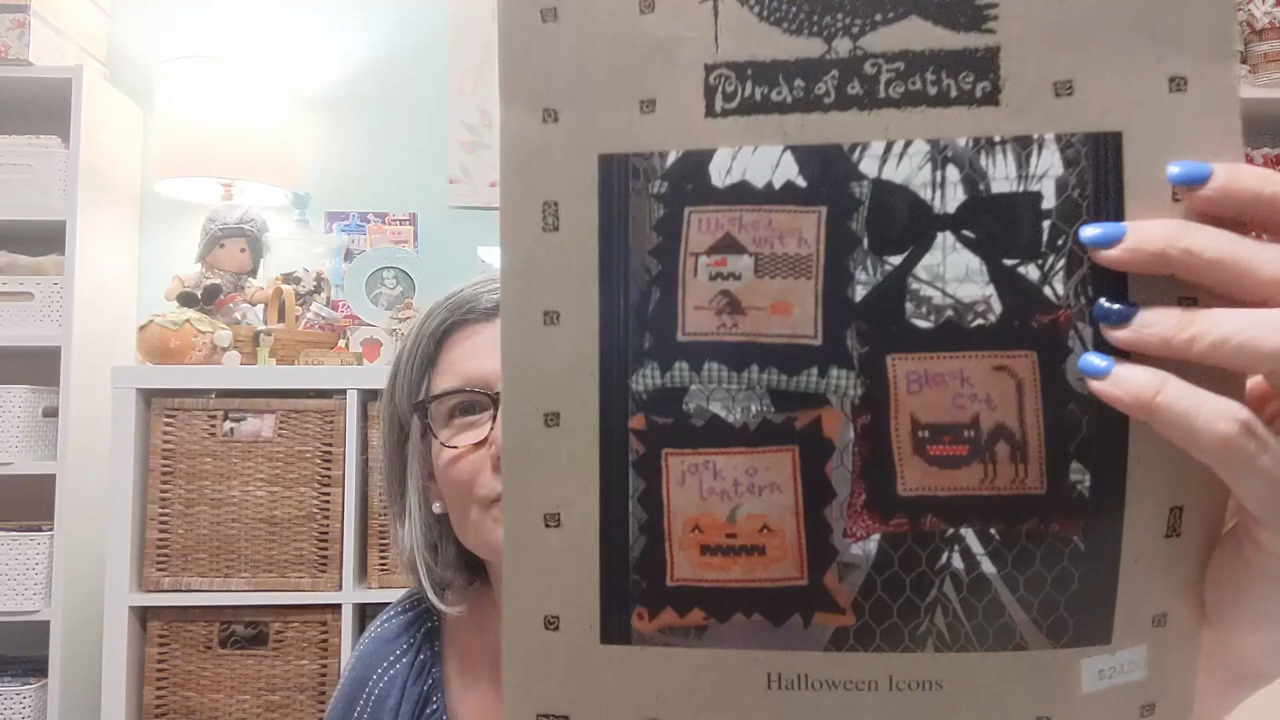 Birds of a Feather
Wicked
witch
Black
Cat
jack · o ·
lantern
Halloween Icons